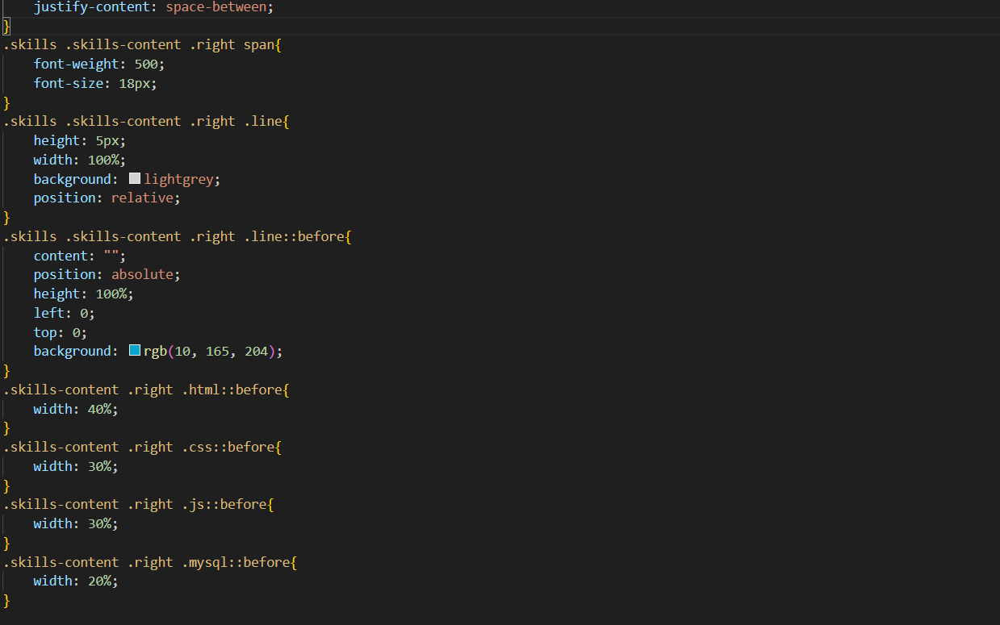 justify-content: space-between;
}
.skills .skills-content .right span{
    font-weight: 500;
    font-size: 18px;
}
.skills .skills-content .right .line{
    height: 5px;
    width: 100%;
    background: lightgrey;
    position: relative;
}
.skills .skills-content .right .line::before{
    content: "";
    position: absolute;
    height: 100%;
    left: 0;
    top: 0;
    background: rgb(10, 165, 204);
}
.skills-content .right .html::before{
    width: 40%;
}
.skills-content .right .css::before{
    width: 30%;
}
.skills-content .right .js::before{
    width: 30%;
}
.skills-content .right .mysql::before{
    width: 20%;
}